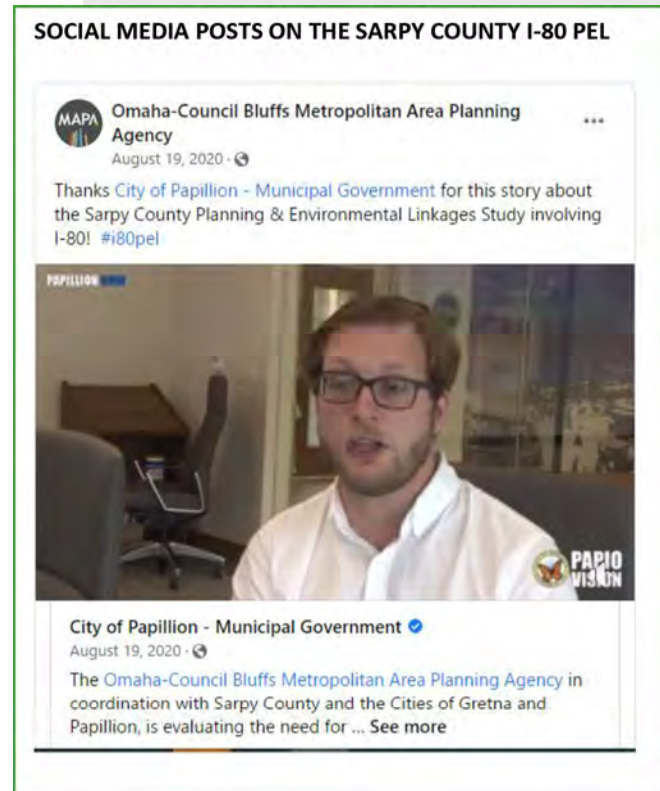 SOCIAL MEDIA POSTS ON THE SARPY COUNTY I-80 PEL
MAPA
Omaha-Council Bluffs Metropolitan Area Planning
Agency
August 19, 2020 ·
Thanks City of Papillion - Municipal Government for this story about
the Sarpy County Planning & Environmental Linkages Study involving
I-80! #i80pel
PAPILLION
PAPIO
VISION
City of Papillion - Municipal Government
August 19, 2020 ·
The Omaha-Council Bluffs Metropolitan Area Planning Agency in
coordination with Sarpy County and the Cities of Gretna and
Papillion, is evaluating the need for ... See more